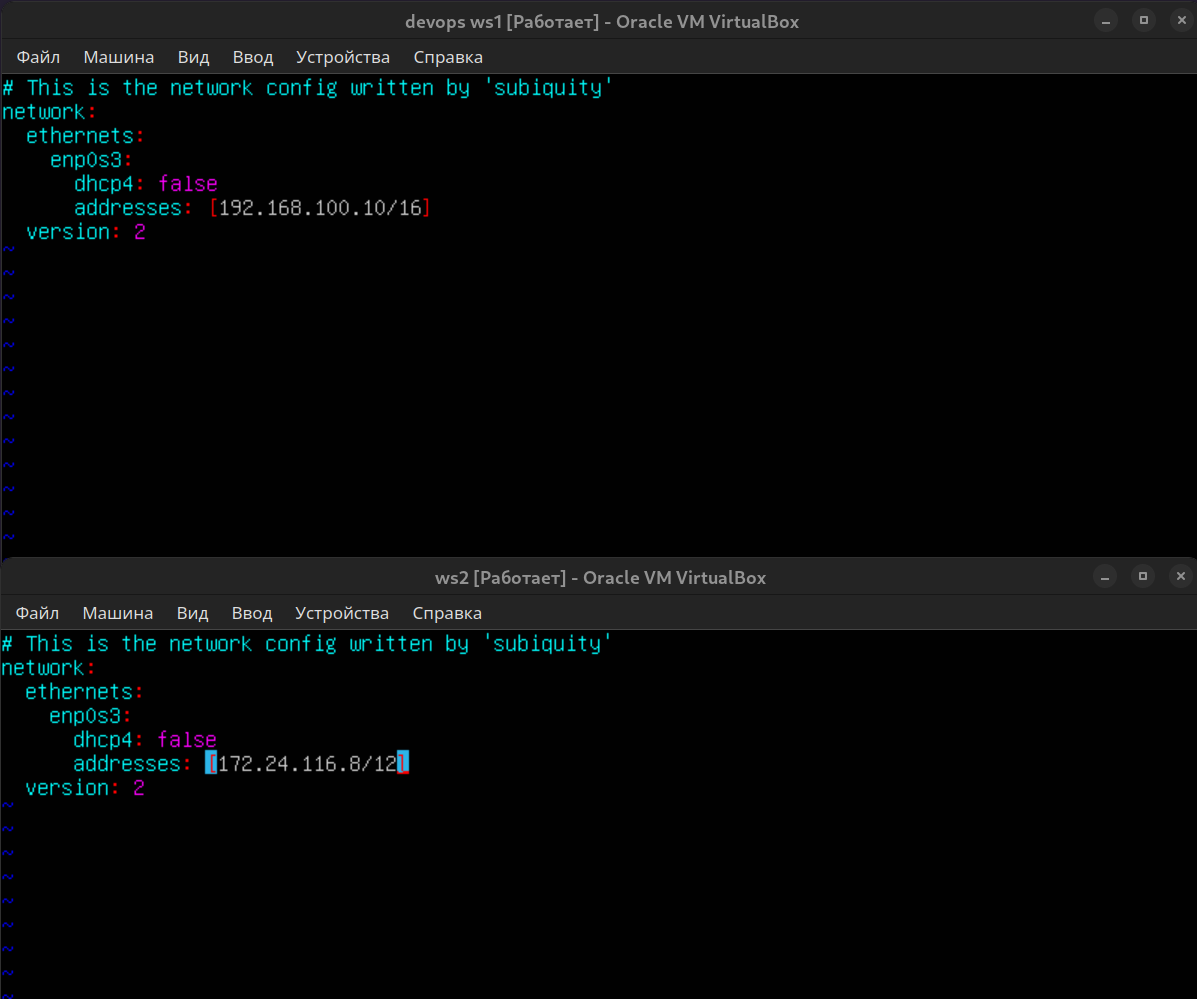 devops ws1 [Работает] - Oracle VM VirtualBox
Файл Машина Вид Ввод Устройства Справка
# This is the network config written by 'subiquity'
network:
  ethernets:
    enp0s3:
      dhcp4: false
      addresses: [192.168.100.10/16]
  version: 2
~
~
~
~
~
~
~
~
~
~
~
~
~
ws2 [Работает] - Oracle VM VirtualBox
Файл Машина Вид Ввод Устройства Справка
# This is the network config written by 'subiquity'
network:
  ethernets:
    enp0s3:
      dhcp4: false
      addresses: [172.24.116.8/12]
  version: 2
~
~
~
~
~
~
~
~
~